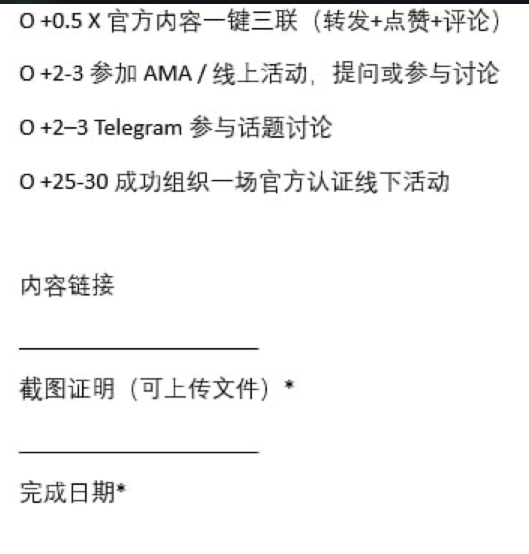 O +0.5 X 官方内容一键三联（转发+点赞+评论）
O +2-3 参加 AMA / 线上活动，提问或参与讨论
O +2–3 Telegram 参与话题讨论
O +25-30 成功组织一场官方认证线下活动
内容链接
截图证明（可上传文件）*
完成日期*